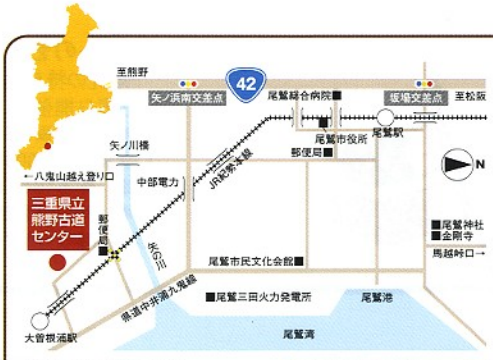 至熊野
42
矢ノ浜南交差点
尾鷲総合病院■
坂場交差点
至松阪
尾鷲市役所
尾鷲駅
郵便局■
矢ノ川橋
JR紀勢本線
N
←八鬼山越え登り口
中部電力
三重県立
熊野古道
センター
郵便局■
矢の川
■尾鷲神社
■金剛寺
馬越峠口→
尾鷲市民文化会館■
県道中井浦九鬼線
■尾鷲三田火力発電所
尾鷲港
大曽根浦駅
尾鷲湾